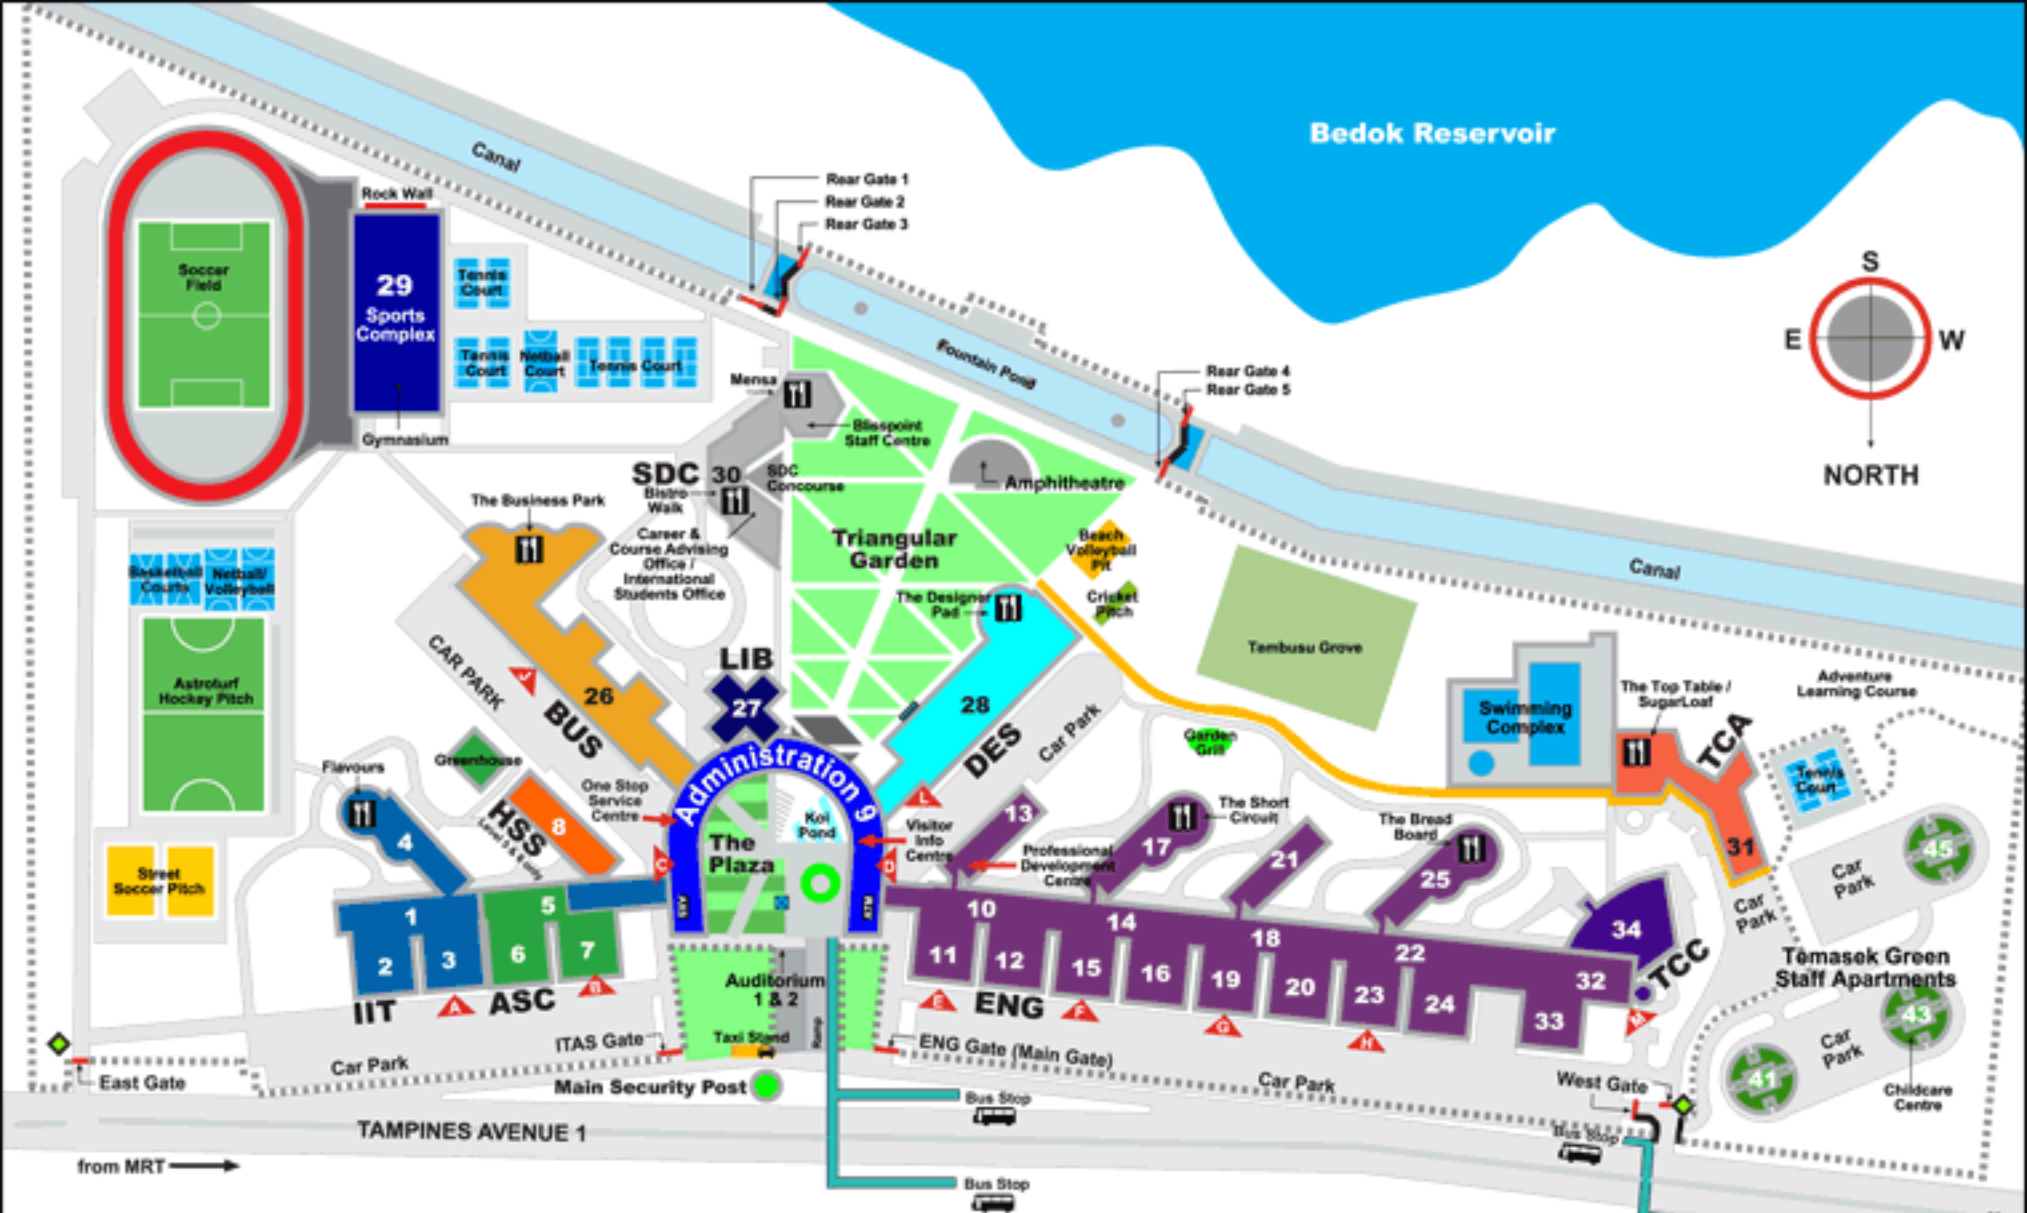 Bedok Reservoir
Canal
Rear Gate 1
Rear Gate 2
Rear Gate 3
Rock Wall
Soccer
Field
29
Sports
Complex
Tennis
Court
Tennis
Court
Netball
Court
Tennis Court
Gymnasium
Fountain Pond
Rear Gate 4
Rear Gate 5
S
E
W
NORTH
Mensa
Blisspoint
Staff Centre
SDC
30
SDC
Concourse
Bistro
Walk
Amphitheatre
The Business Park
Career &
Course Advising
Office /
International
Students Office
Triangular
Garden
Beach
Volleyball
Pit
Cricket
Pitch
The Designer
Pad
Canal
Tembusu Grove
Basketball
Courts
Netball/
Volleyball
Astroturf
Hockey Pitch
CAR PARK
J
26
BUS
LIB
27
28
DES
Car Park
Garden
Grill
Swimming
Complex
The Top Table /
SugarLoaf
TCA
Adventure
Learning Course
Tennis
Court
31
Flavours
Greenhouse
4
HSS
Level 5 & 6 only
8
One Stop
Service
Centre
Administration 9
The
Plaza
Koi
Pond
L
Visitor
Info
Centre
C
D
13
Professional
Development
Centre
17
The Short
Circuit
21
The Bread
Board
25
34
TCC
Car
Park
Car
Park
45
Street
Soccer Pitch
1
2
3
5
6
7
IIT
A
ASC
B
Auditorium
1 & 2
Ramp
Taxi Stand
10
11
12
14
15
16
18
19
20
22
23
24
32
33
E
ENG
F
G
H
M
Temasek Green
Staff Apartments
43
41
Car
Park
Childcare
Centre
East Gate
Car Park
ITAS Gate
Main Security Post
ENG Gate (Main Gate)
Car Park
West Gate
Bus Stop
Bus Stop
Bus Stop
TAMPINES AVENUE 1
from MRT